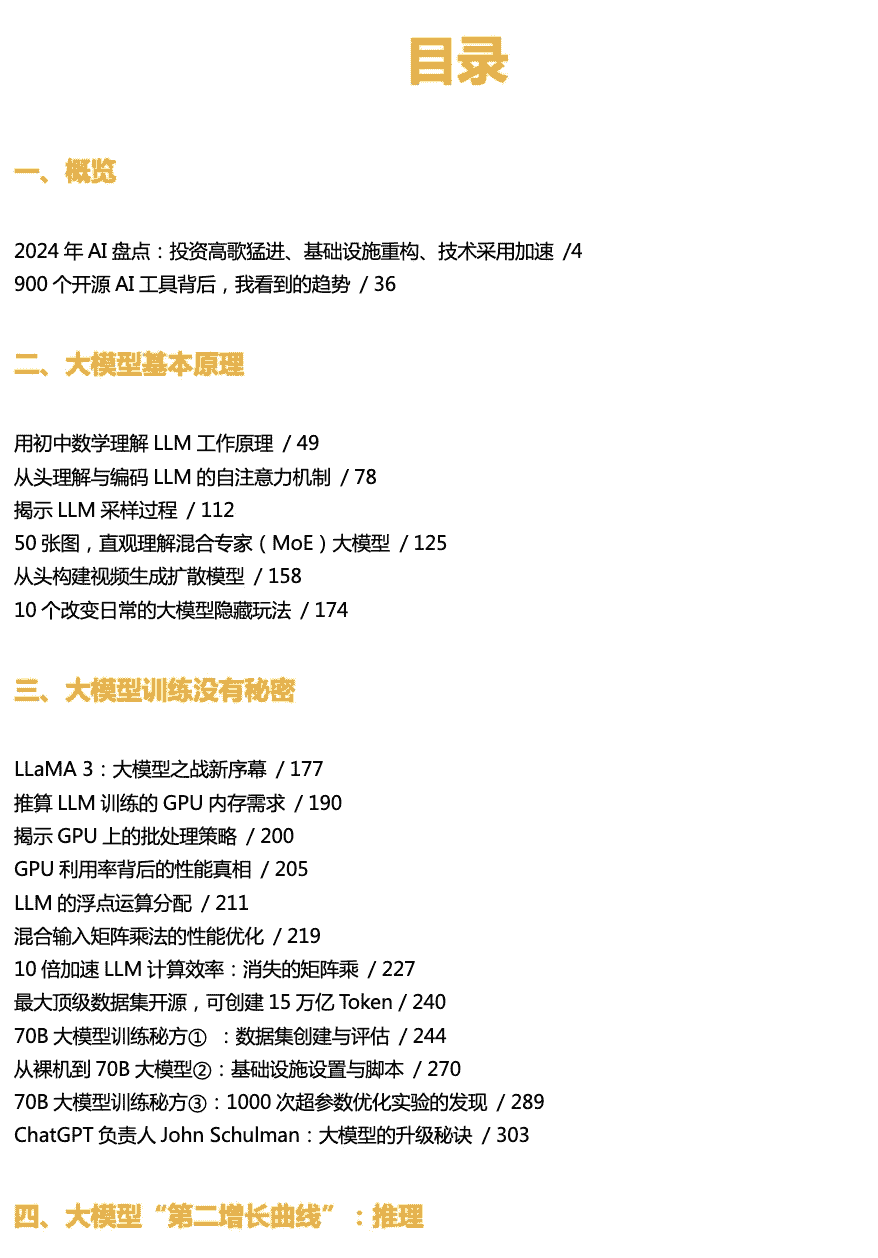 目录
一、概览
2024 年 AI 盘点：投资高歌猛进、基础设施重构、技术采用加速 /4
900 个开源 AI 工具背后，我看到的趋势 / 36
二、大模型基本原理
用初中数学理解 LLM 工作原理 / 49
从头理解与编码 LLM 的自注意力机制 / 78
揭示 LLM 采样过程 / 112
50 张图，直观理解混合专家（MoE）大模型 / 125
从头构建视频生成扩散模型 / 158
10 个改变日常的大模型隐藏玩法 / 174
三、大模型训练没有秘密
LLaMA 3：大模型之战新序幕 / 177
推算 LLM 训练的 GPU 内存需求 / 190
揭示 GPU 上的批处理策略 / 200
GPU 利用率背后的性能真相 / 205
LLM 的浮点运算分配 / 211
混合输入矩阵乘法的性能优化 / 219
10 倍加速 LLM 计算效率：消失的矩阵乘 / 227
最大顶级数据集开源，可创建 15 万亿 Token / 240
70B 大模型训练秘方① ：数据集创建与评估 / 244
从裸机到 70B 大模型②：基础设施设置与脚本 / 270
70B 大模型训练秘方③：1000 次超参数优化实验的发现 / 289
ChatGPT 负责人 John Schulman：大模型的升级秘诀 / 303
四、大模型“第二增长曲线”：推理